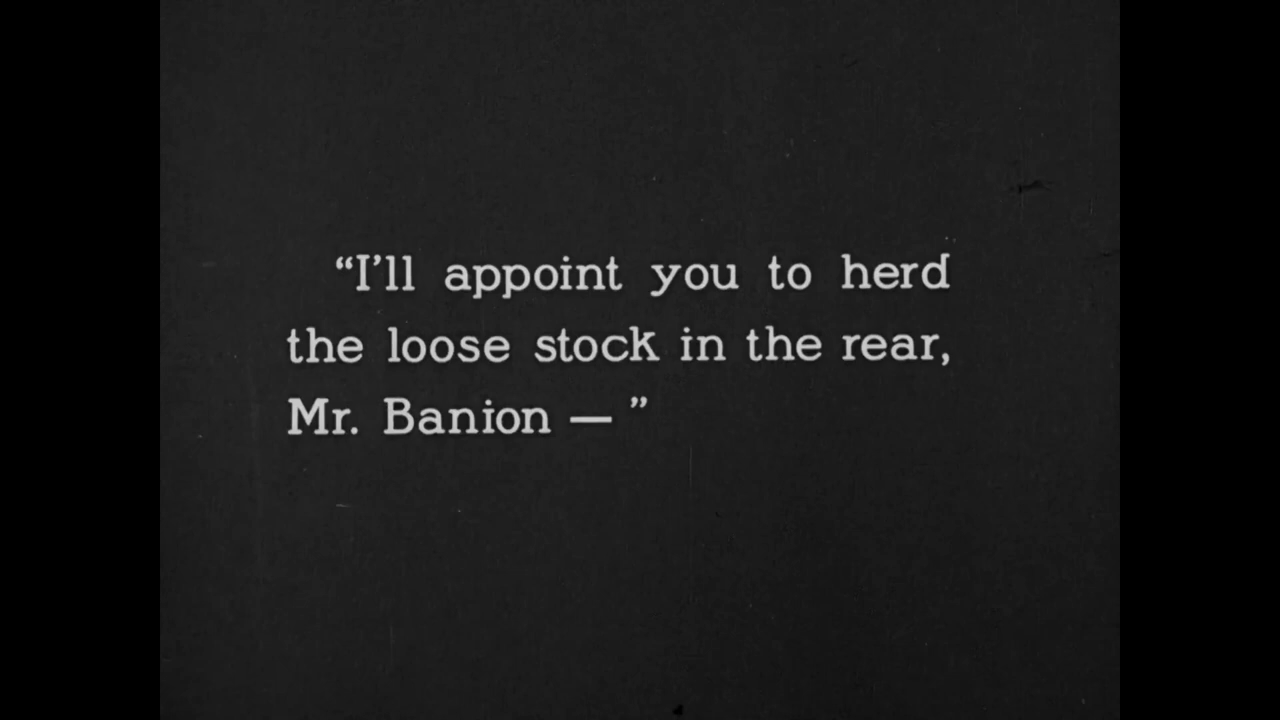 “I’ll appoint you to herd
the loose stock in the rear,
Mr. Banion — ”